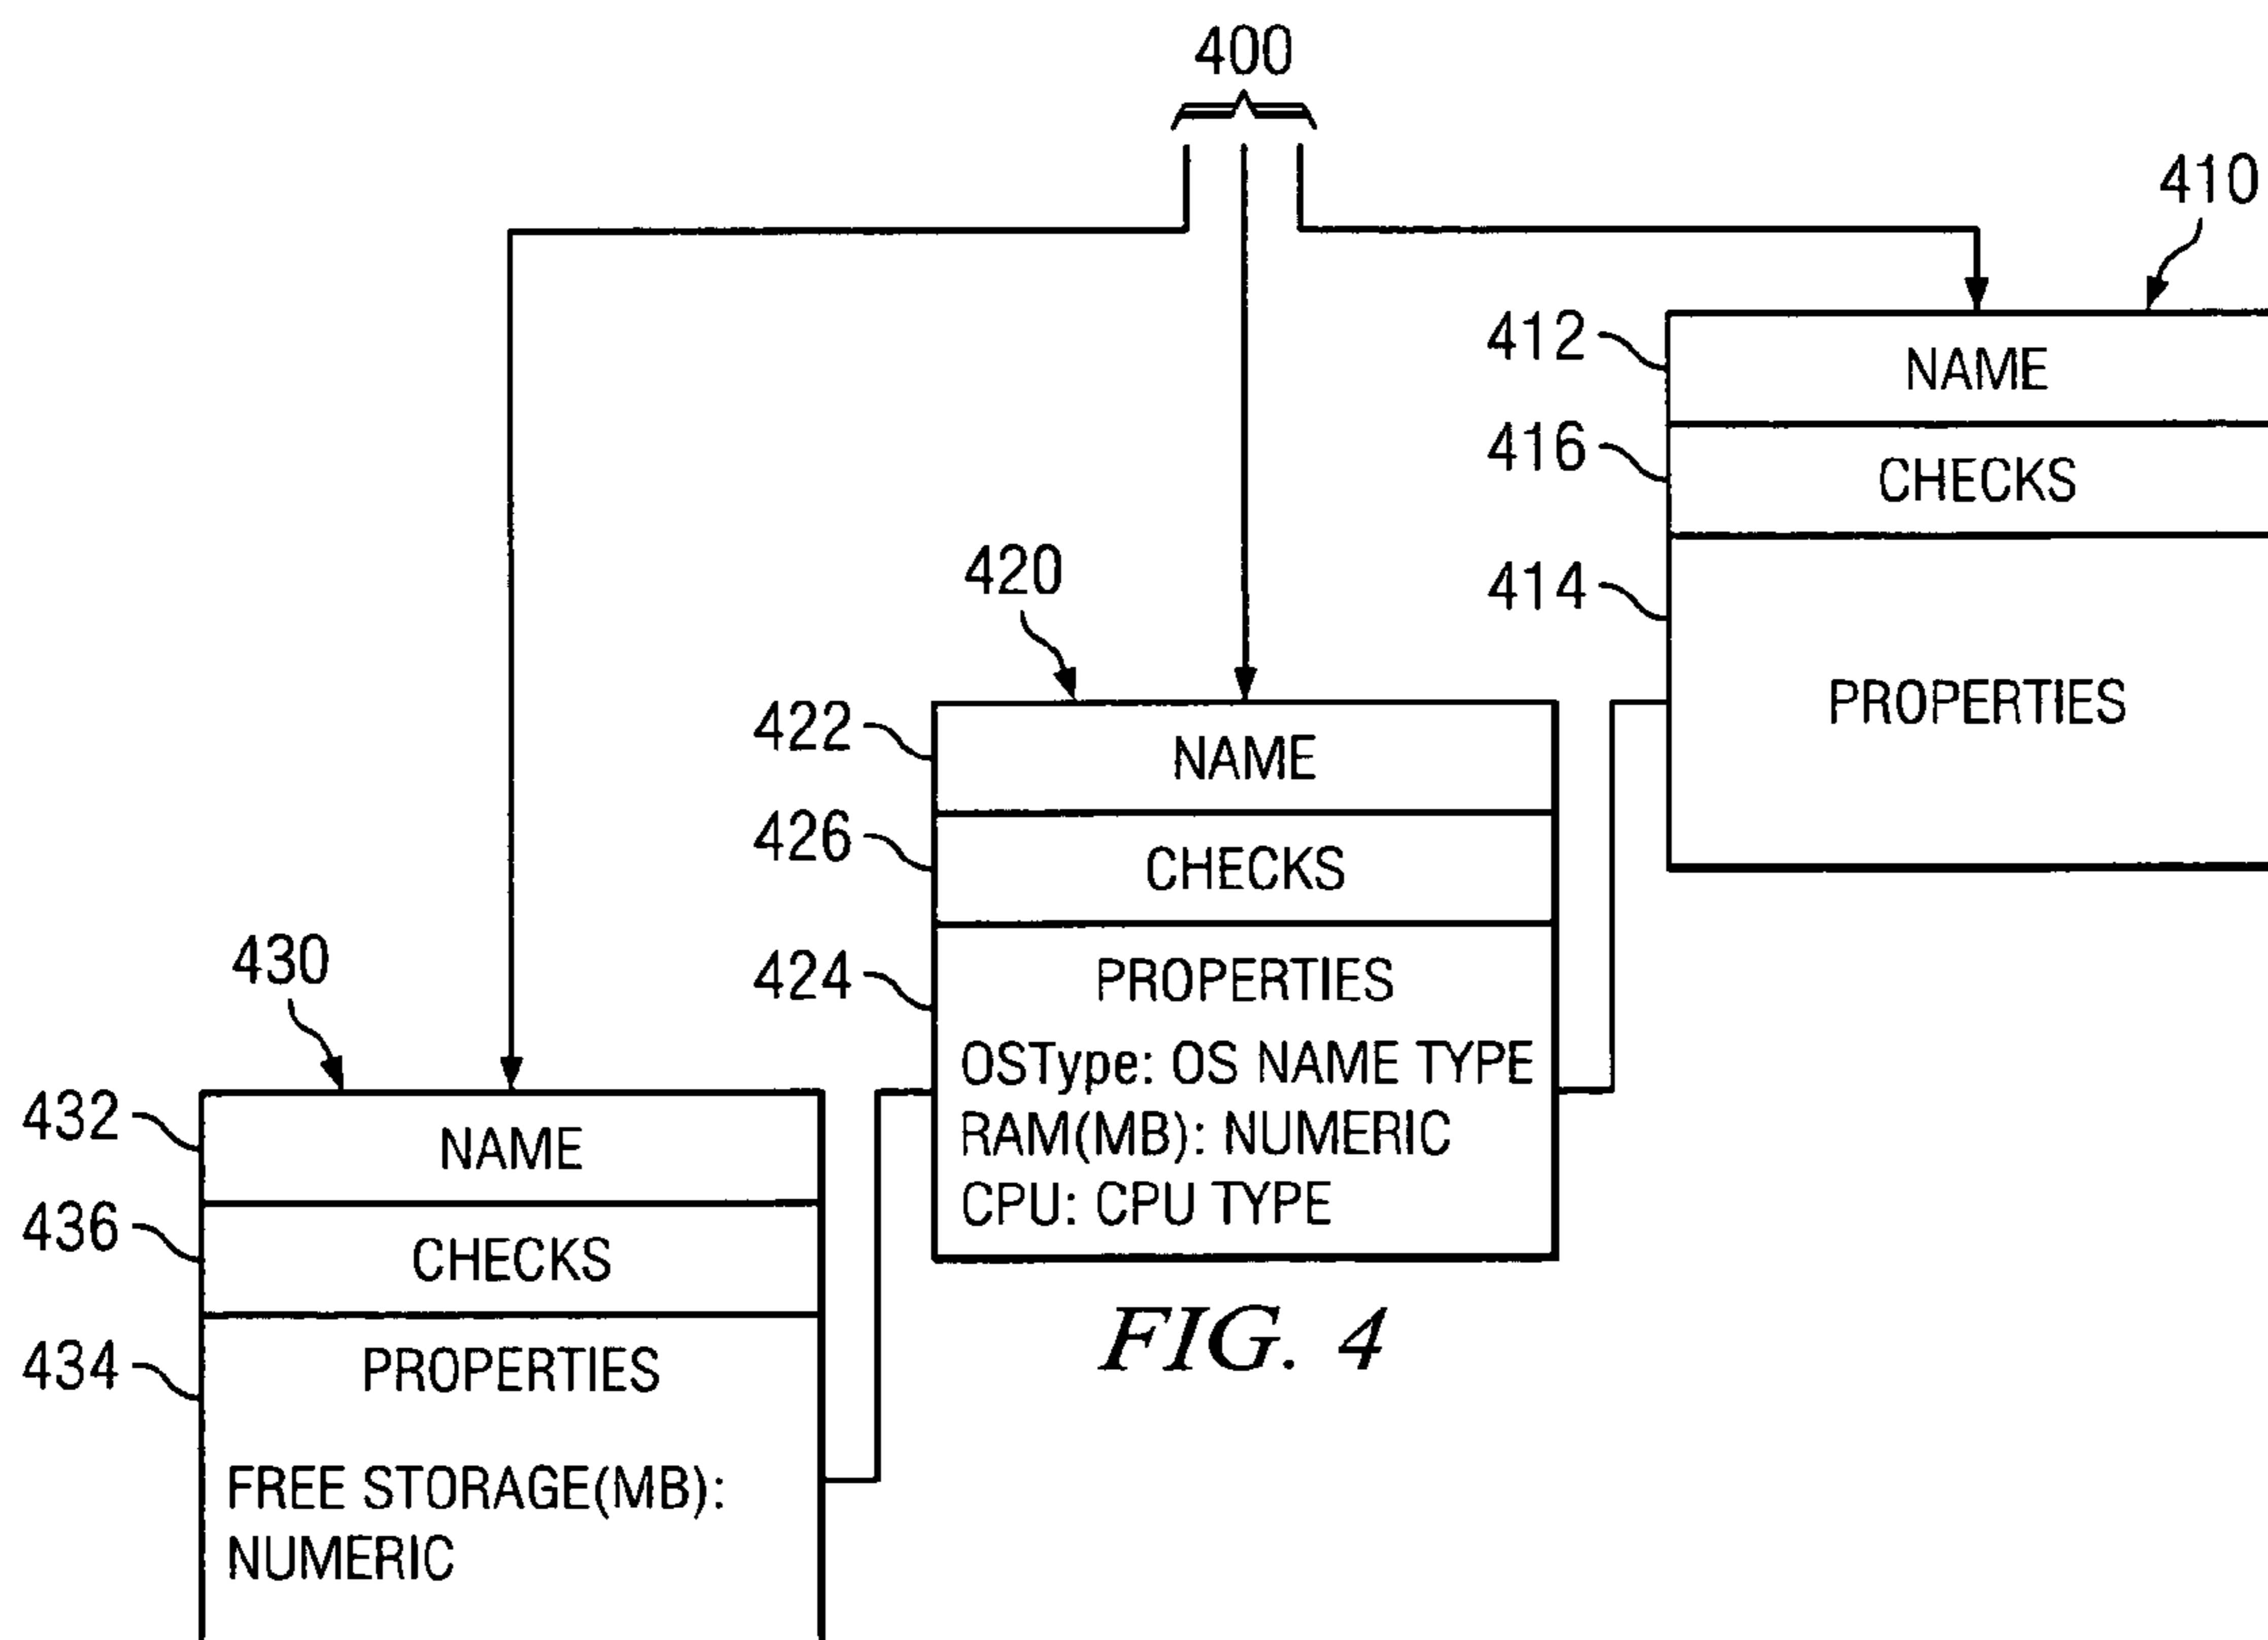 400
410
412
NAME
416
CHECKS
414
PROPERTIES
420
422
NAME
426
CHECKS
424
PROPERTIES
OSType: OS NAME TYPE
RAM(MB): NUMERIC
CPU: CPU TYPE
430
432
NAME
436
CHECKS
434
PROPERTIES
FREE STORAGE(MB):
NUMERIC
FIG. 4